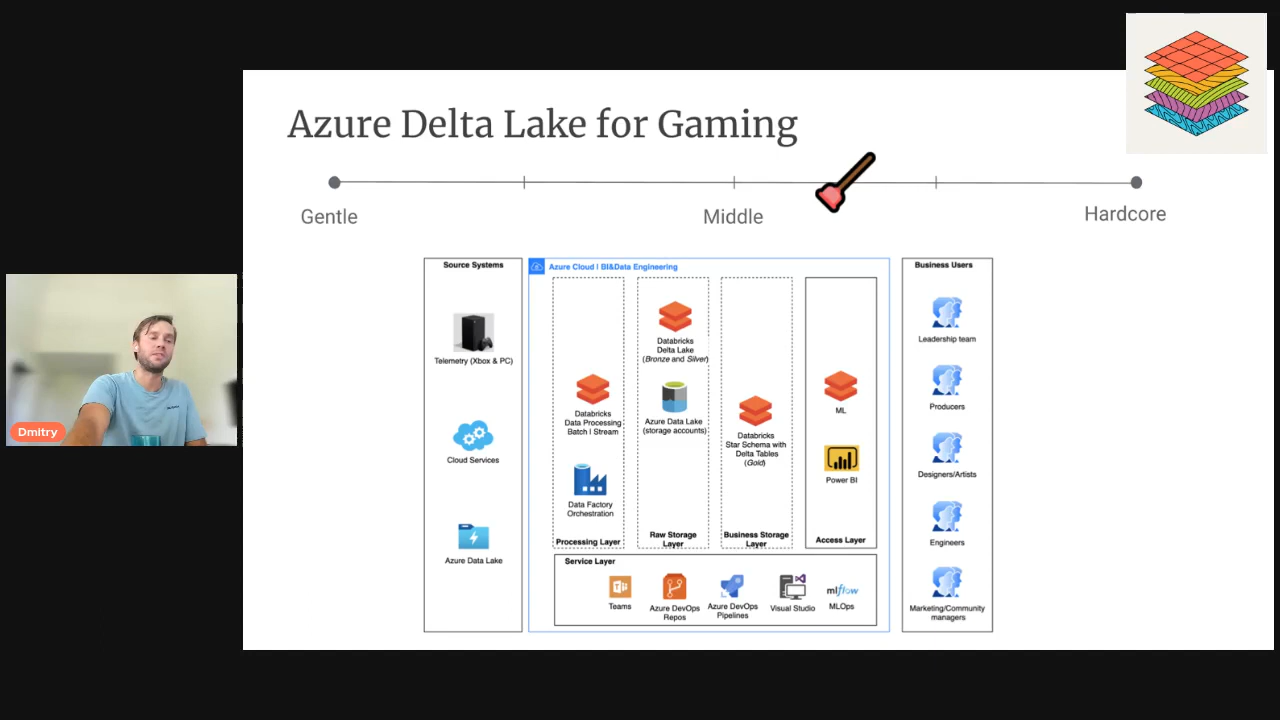 Azure Delta Lake for Gaming
Gentle
Middle
Hardcore
Source Systems
Telemetry (Xbox & PC)
Cloud Services
Azure Data Lake
Azure Cloud | BI&Data Engineering
Databricks
Data Processing
Batch | Stream
Data Factory
Orchestration
Processing Layer
Databricks
Delta Lake
(Bronze and Silver)
Azure Data Lake
(storage accounts)
Raw Storage
Layer
Databricks
Star Schema with
Delta Tables
(Gold)
Business Storage
Layer
ML
Power BI
Access Layer
Service Layer
Teams
Azure DevOps
Repos
Azure DevOps
Pipelines
Visual Studio
mlflow
MLOps
Business Users
Leadership team
Producers
Designers/Artists
Engineers
Marketing/Community
managers
Dmitry